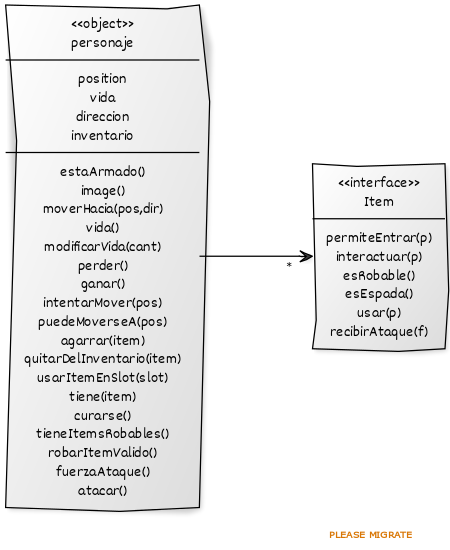 <<object>>
personaje
position
vida
direccion
inventario
estaArmado()
image()
moverHacia(pos,dir)
vida()
modificarVida(cant)
perder()
ganar()
intentarMover(pos)
puedeMoverseA(pos)
agarrar(item)
quitarDelInventario(item)
usarItemEnSlot(slot)
tiene(item)
curarse()
tieneItemsRobables()
robarItemValido()
fuerzaAtaque()
atacar()
*
<<interface>>
Item
permiteEntrar(p)
interactuar(p)
esRobable()
esEspada()
usar(p)
recibirAtaque(f)
PLEASE MIGRATE